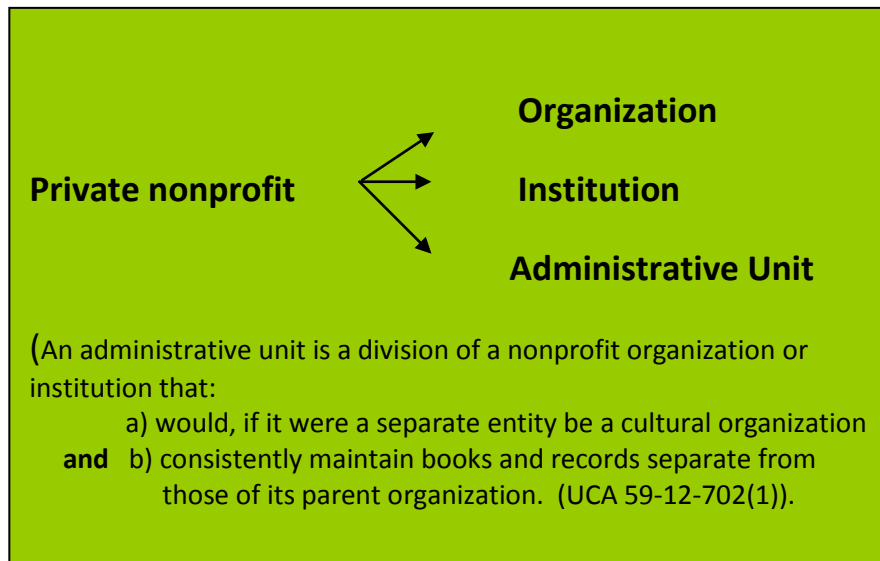 Organization
Private nonprofit
Institution
Administrative Unit
(An administrative unit is a division of a nonprofit organization or
institution that:
a) would, if it were a separate entity be a cultural organization
and b) consistently maintain books and records separate from
those of its parent organization. (UCA 59-12-702(1)).